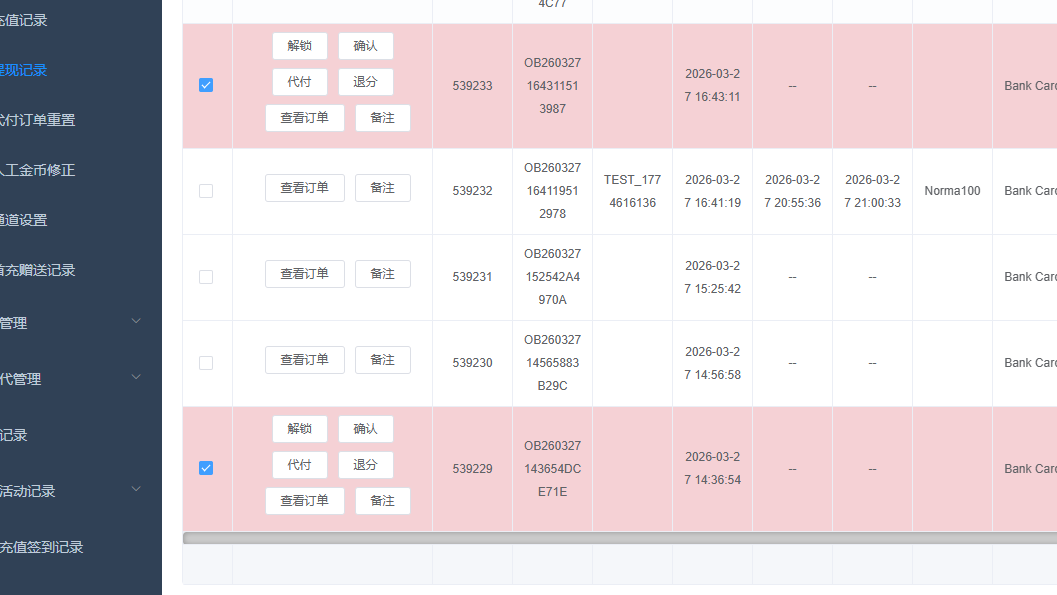 充值记录
提现记录
代付订单重置
人工金币修正
通道设置
首充赠送记录
管理
代管理
记录
活动记录
充值签到记录
4C77
解锁 确认
代付 退分
查看订单 备注
539233
OB260327
16431151
3987
2026-03-2
7 16:43:11
--
--
Bank Card
查看订单 备注
539232
OB260327
16411951
2978
TEST_177
4616136
2026-03-2
7 16:41:19
2026-03-2
7 20:55:36
2026-03-2
7 21:00:33
Norma100
Bank Card
查看订单 备注
539231
OB260327
152542A4
970A
2026-03-2
7 15:25:42
--
--
Bank Card
查看订单 备注
539230
OB260327
14565883
B29C
2026-03-2
7 14:56:58
--
--
Bank Card
解锁 确认
代付 退分
查看订单 备注
539229
OB260327
143654DC
E71E
2026-03-2
7 14:36:54
--
--
Bank Card